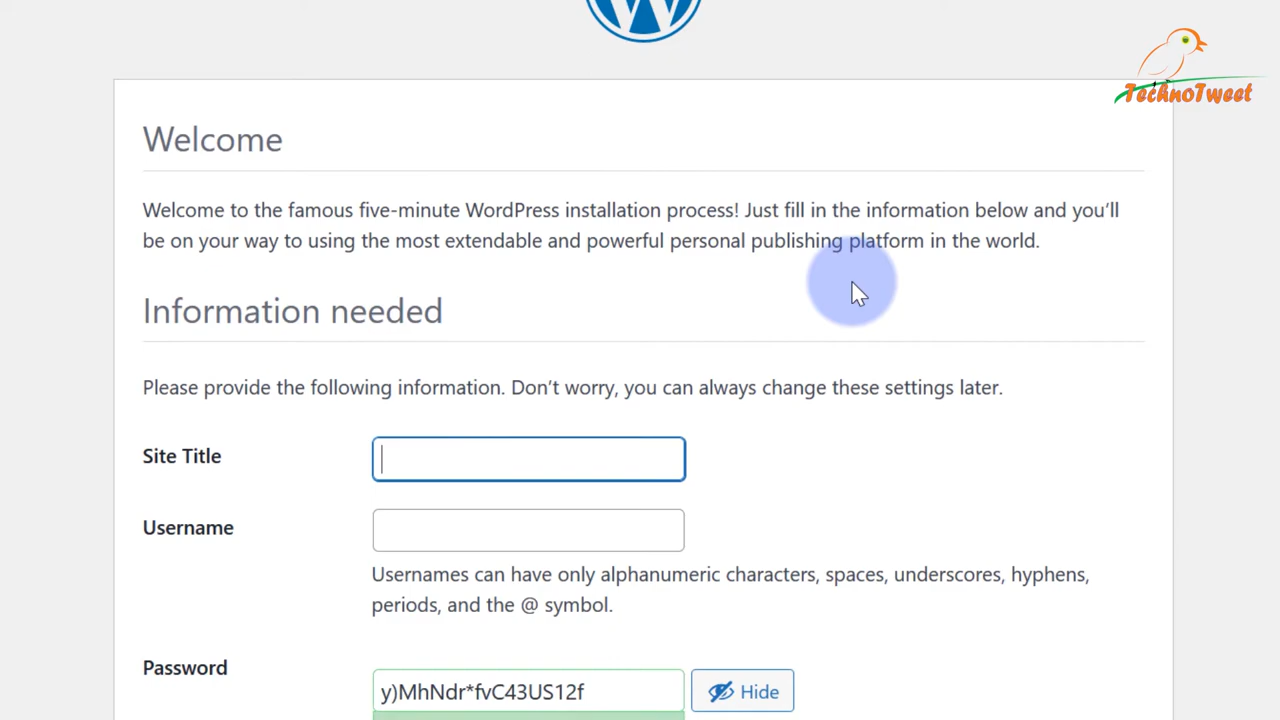 TechnoTweet
Welcome
Welcome to the famous five-minute WordPress installation process! Just fill in the information below and you’ll
be on your way to using the most extendable and powerful personal publishing platform in the world.
Information needed
Please provide the following information. Don’t worry, you can always change these settings later.
Site Title
Username
Usernames can have only alphanumeric characters, spaces, underscores, hyphens,
periods, and the @ symbol.
Password
y)MhNdr*fvC43US12f
Hide